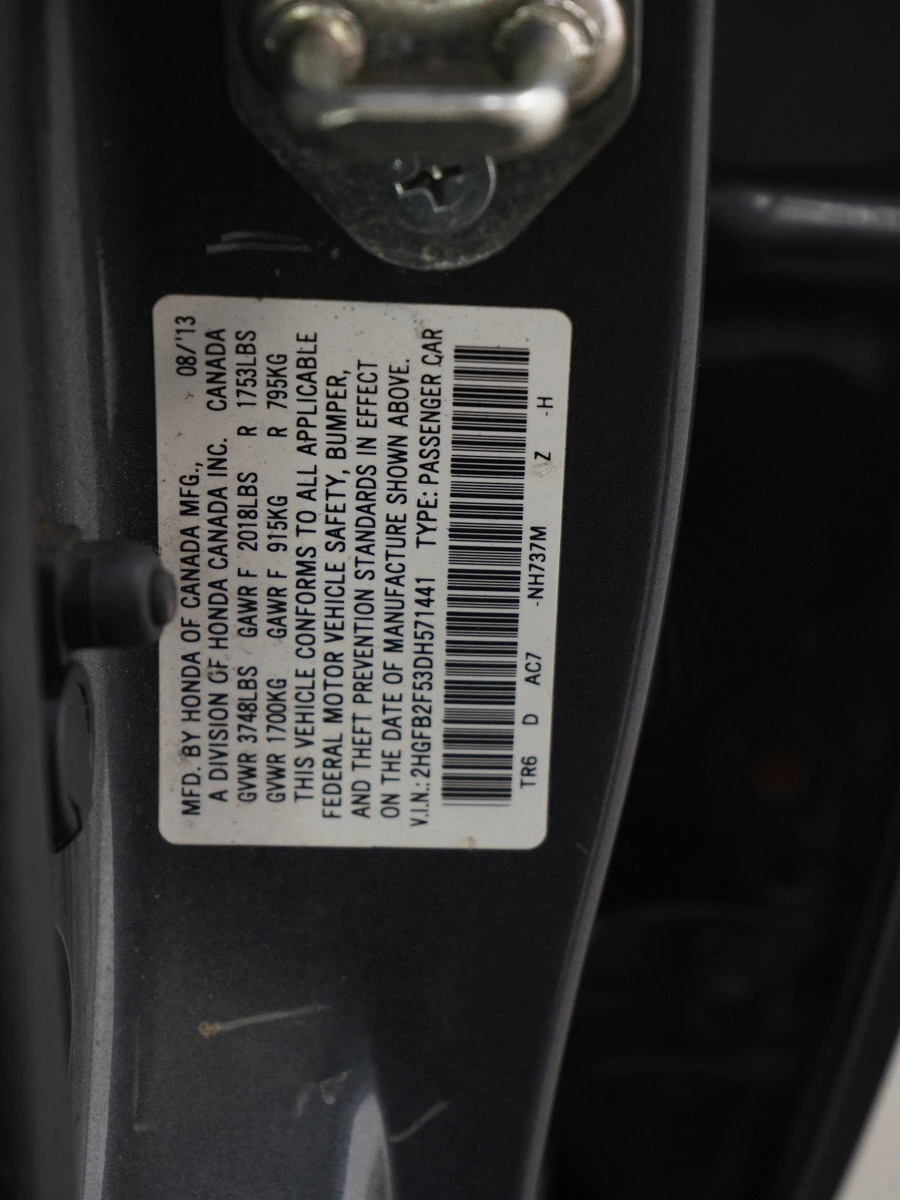 MFD. BY HONDA OF CANADA MFG., 08/'13
A DIVISION OF HONDA CANADA INC. CANADA
GVWR 3748LBS GAWR F 2018LBS R 1753LBS
GVWR 1700KG GAWR F 915KG R 795KG
THIS VEHICLE CONFORMS TO ALL APPLICABLE
FEDERAL MOTOR VEHICLE SAFETY, BUMPER,
AND THEFT PREVENTION STANDARDS IN EFFECT
ON THE DATE OF MANUFACTURE SHOWN ABOVE.
V.I.N.:2HGFB2F53DH571441 TYPE: PASSENGER CAR
TR6 D AC7 -NH737M Z -H